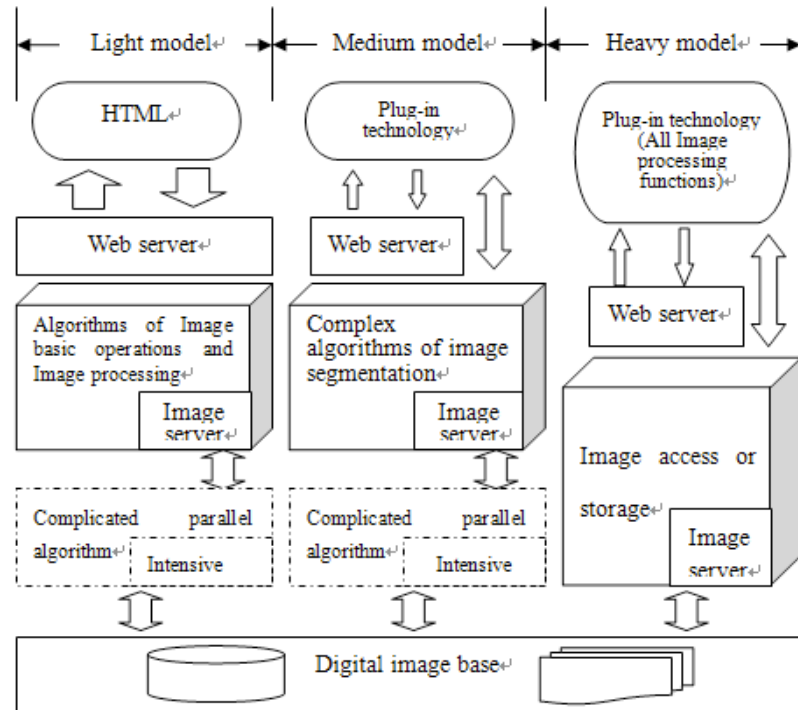 Light model
Medium model
Heavy model
HTML
Web server
Algorithms of Image
basic operations and
Image processing
Image
server
Complicated parallel
algorithm
Intensive
Plug-in
technology
Web server
Complex
algorithms of image
segmentation
Image
server
Complicated parallel
algorithm
Intensive
Plug-in technology
(All Image
processing
functions)
Web server
Image access or
storage
Image
server
Digital image base